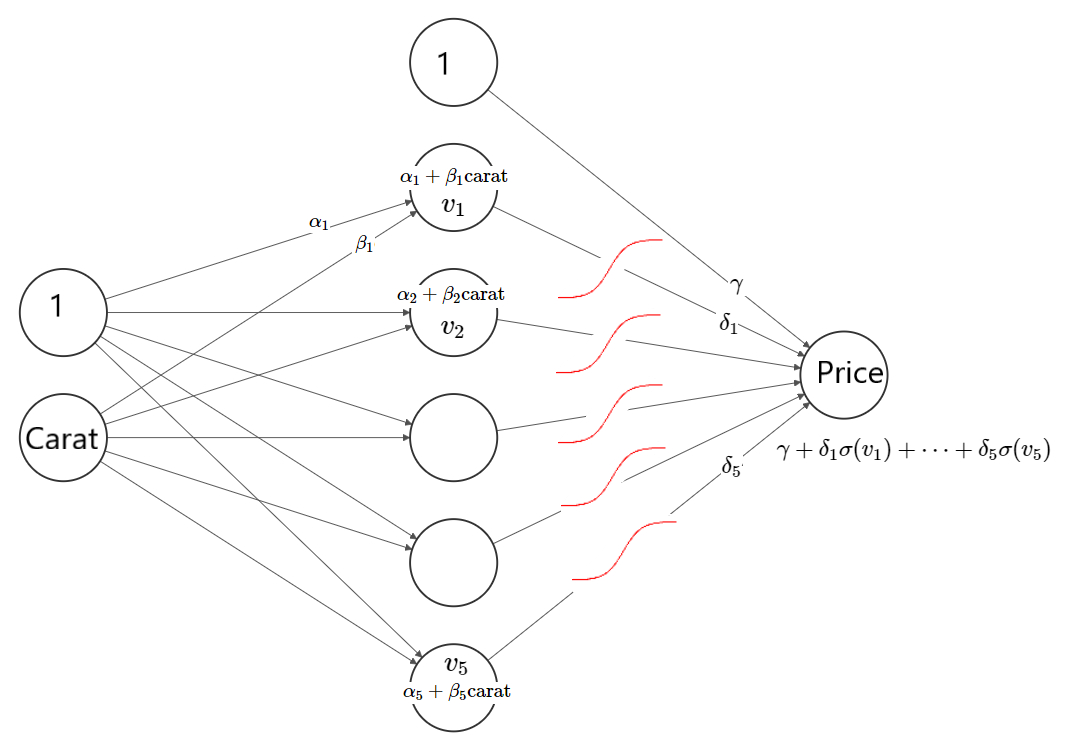 1
α₁ + β₁carat
v₁
α₁
β₁
1
α₂ + β₂carat
v₂
γ
δ₁
Price
Carat
γ + δ₁σ(v₁) + ⋯ + δ₅σ(v₅)
δ₅
v₅
α₅ + β₅carat